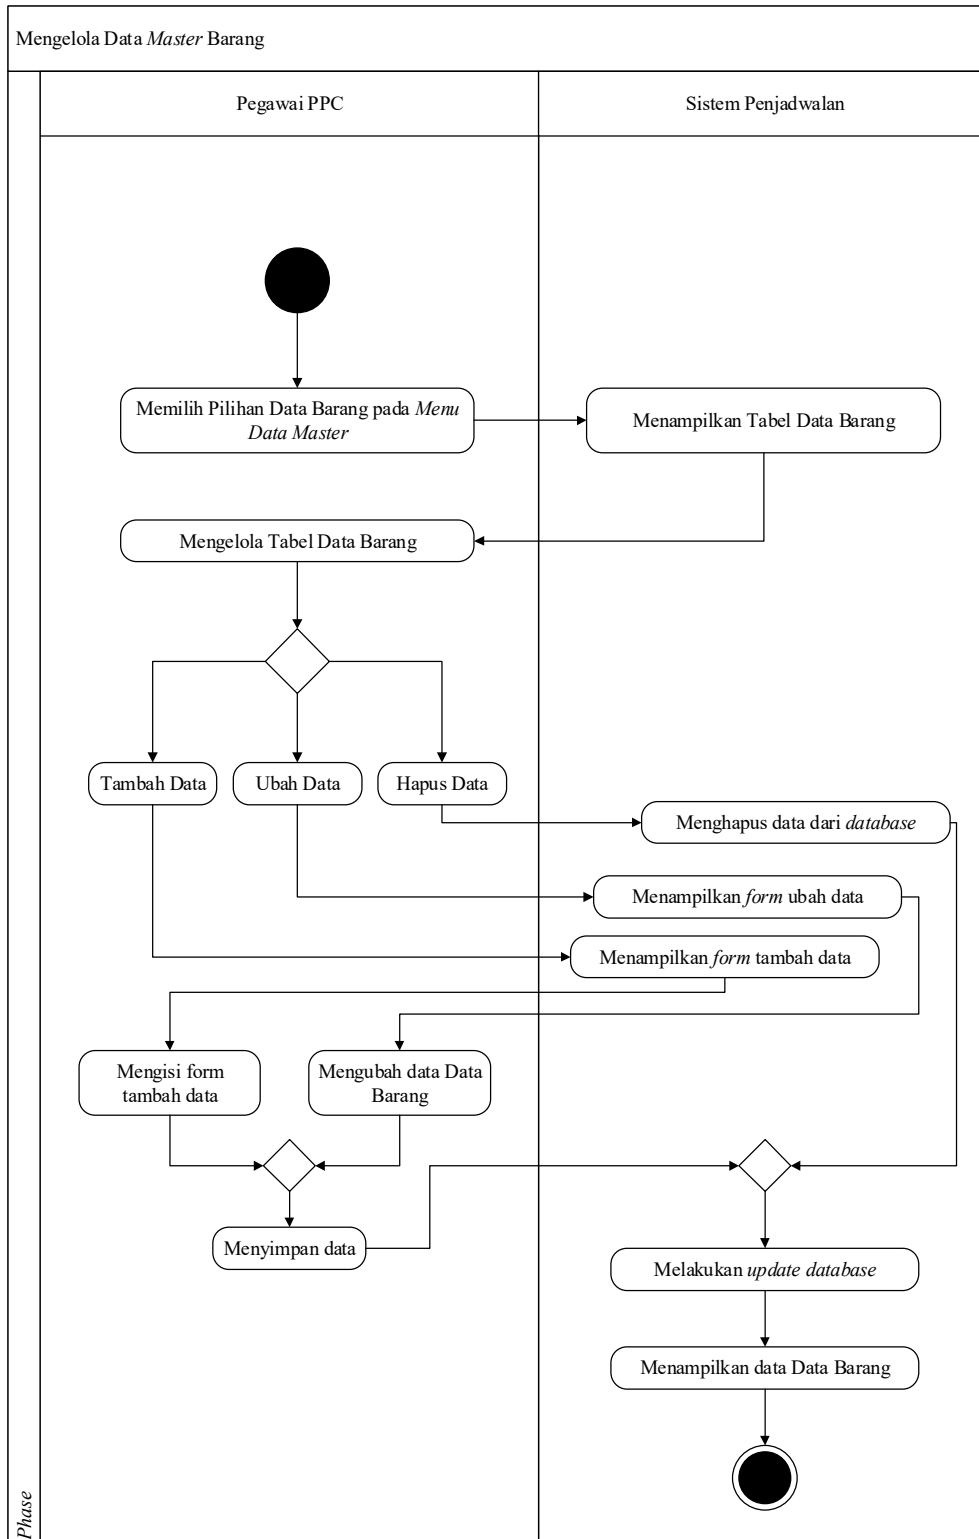 Mengelola Data Master Barang
Pegawai PPC
Sistem Penjadwalan
Memilih Pilihan Data Barang pada Menu
Data Master
Menampilkan Tabel Data Barang
Mengelola Tabel Data Barang
Tambah Data
Ubah Data
Hapus Data
Menghapus data dari database
Menampilkan form ubah data
Menampilkan form tambah data
Mengisi form
tambah data
Mengubah data Data
Barang
Menyimpan data
Melakukan update database
Menampilkan data Data Barang
Phase